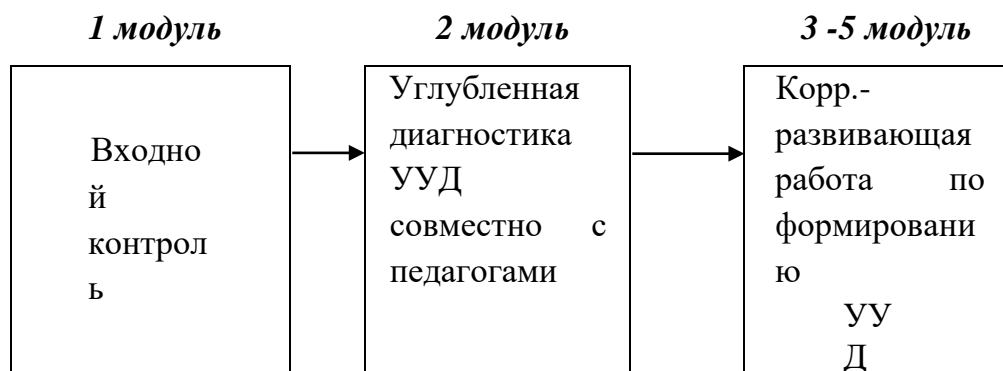 1 модуль
2 модуль
3 -5 модуль
Входно
й
контрол
ь
Углубленная
диагностика
УУД
совместно с
педагогами
Корр.-
развивающая
работа по
формировани
ю
УУ
Д